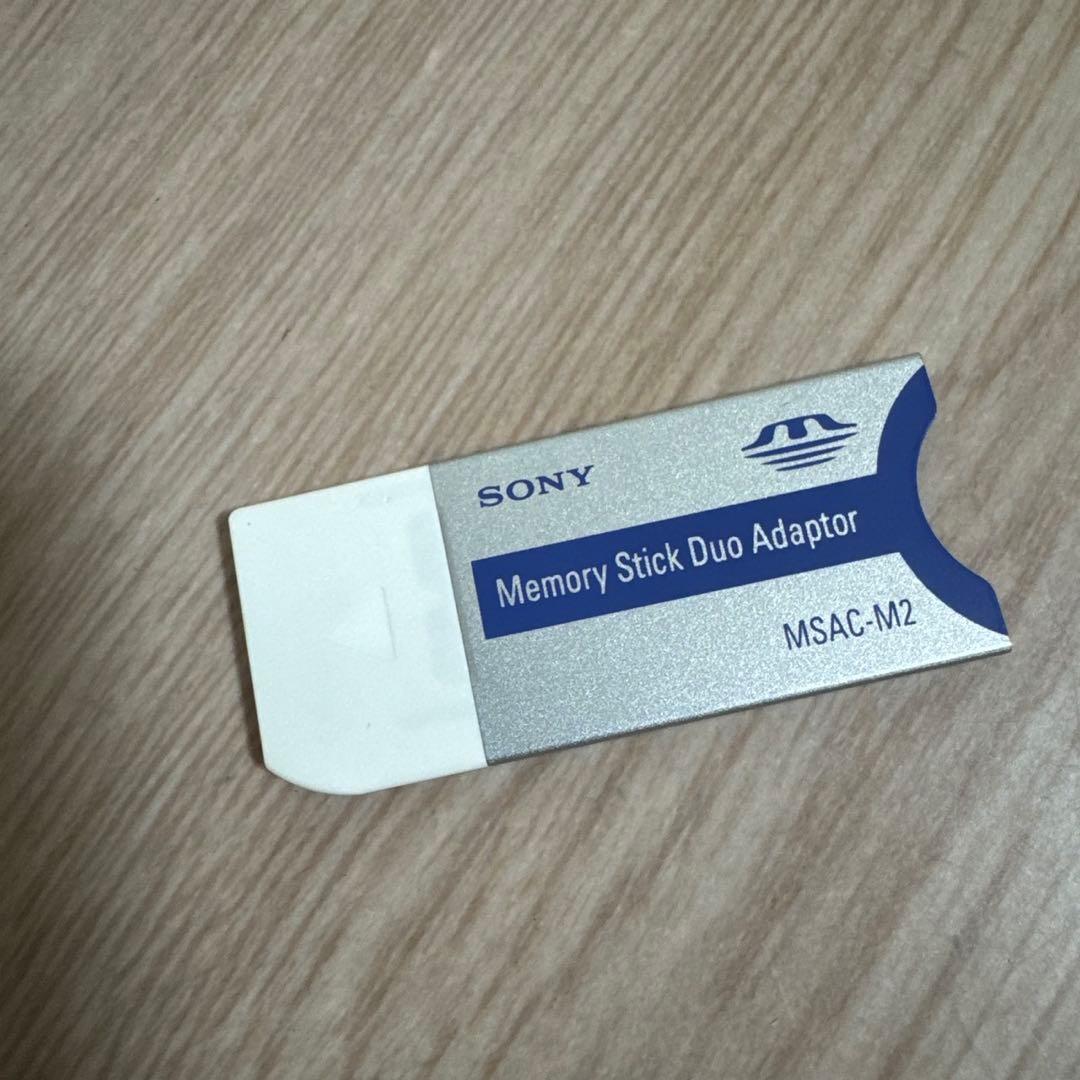 SONY
Memory Stick Duo Adaptor
MSAC-M2